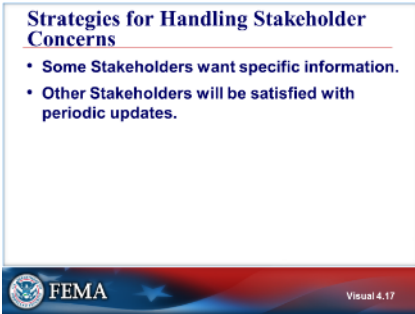 Strategies for Handling Stakeholder
Concerns
• Some Stakeholders want specific information.
• Other Stakeholders will be satisfied with
periodic updates.
FEMA
Visual 4.17